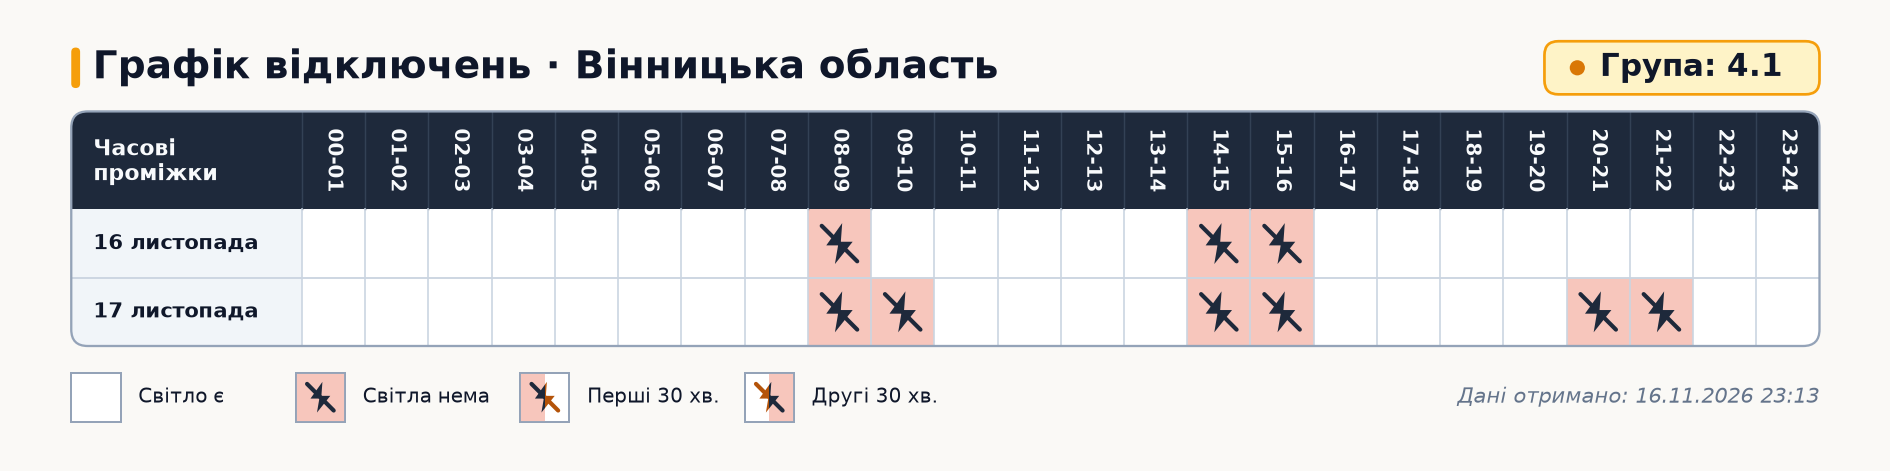 Графік відключень · Вінницька область
Група: 4.1
Часові
проміжки
00-01
01-02
02-03
03-04
04-05
05-06
06-07
07-08
08-09
09-10
10-11
11-12
12-13
13-14
14-15
15-16
16-17
17-18
18-19
19-20
20-21
21-22
22-23
23-24
16 листопада
17 листопада
Світло є
Світла нема
Перші 30 хв.
Другі 30 хв.
Дані отримано: 16.11.2026 23:13